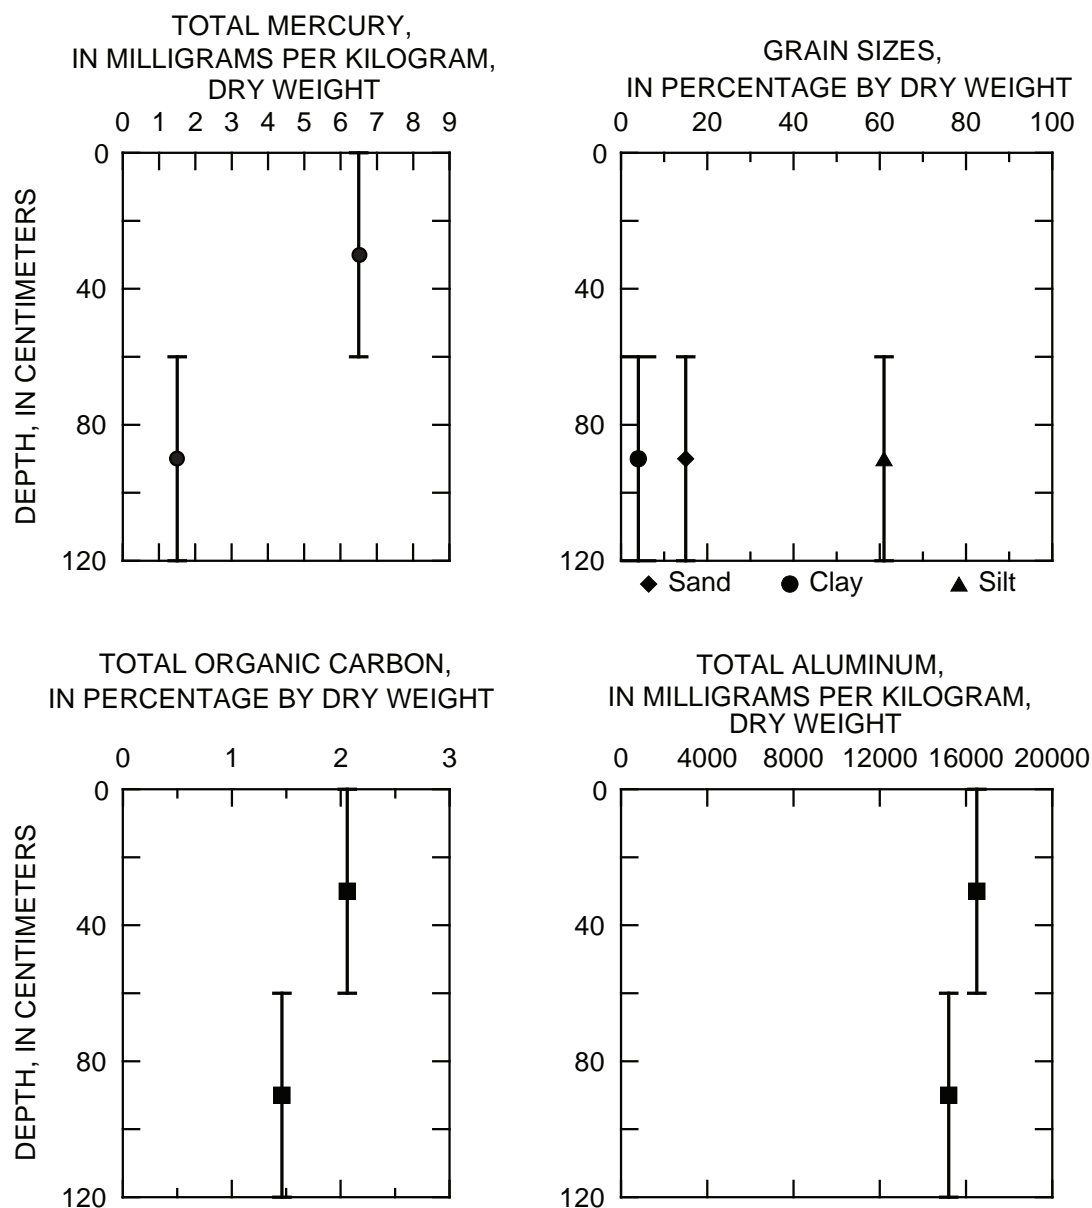 TOTAL MERCURY,
IN MILLIGRAMS PER KILOGRAM,
DRY WEIGHT
0 1 2 3 4 5 6 7 8 9
0
40
80
120
DEPTH, IN CENTIMETERS
GRAIN SIZES,
IN PERCENTAGE BY DRY WEIGHT
0 20 40 60 80 100
0
40
80
120
Sand Clay Silt
TOTAL ORGANIC CARBON,
IN PERCENTAGE BY DRY WEIGHT
0 1 2 3
0
40
80
120
DEPTH, IN CENTIMETERS
TOTAL ALUMINUM,
IN MILLIGRAMS PER KILOGRAM,
DRY WEIGHT
0 4000 8000 12000 16000 20000
0
40
80
120